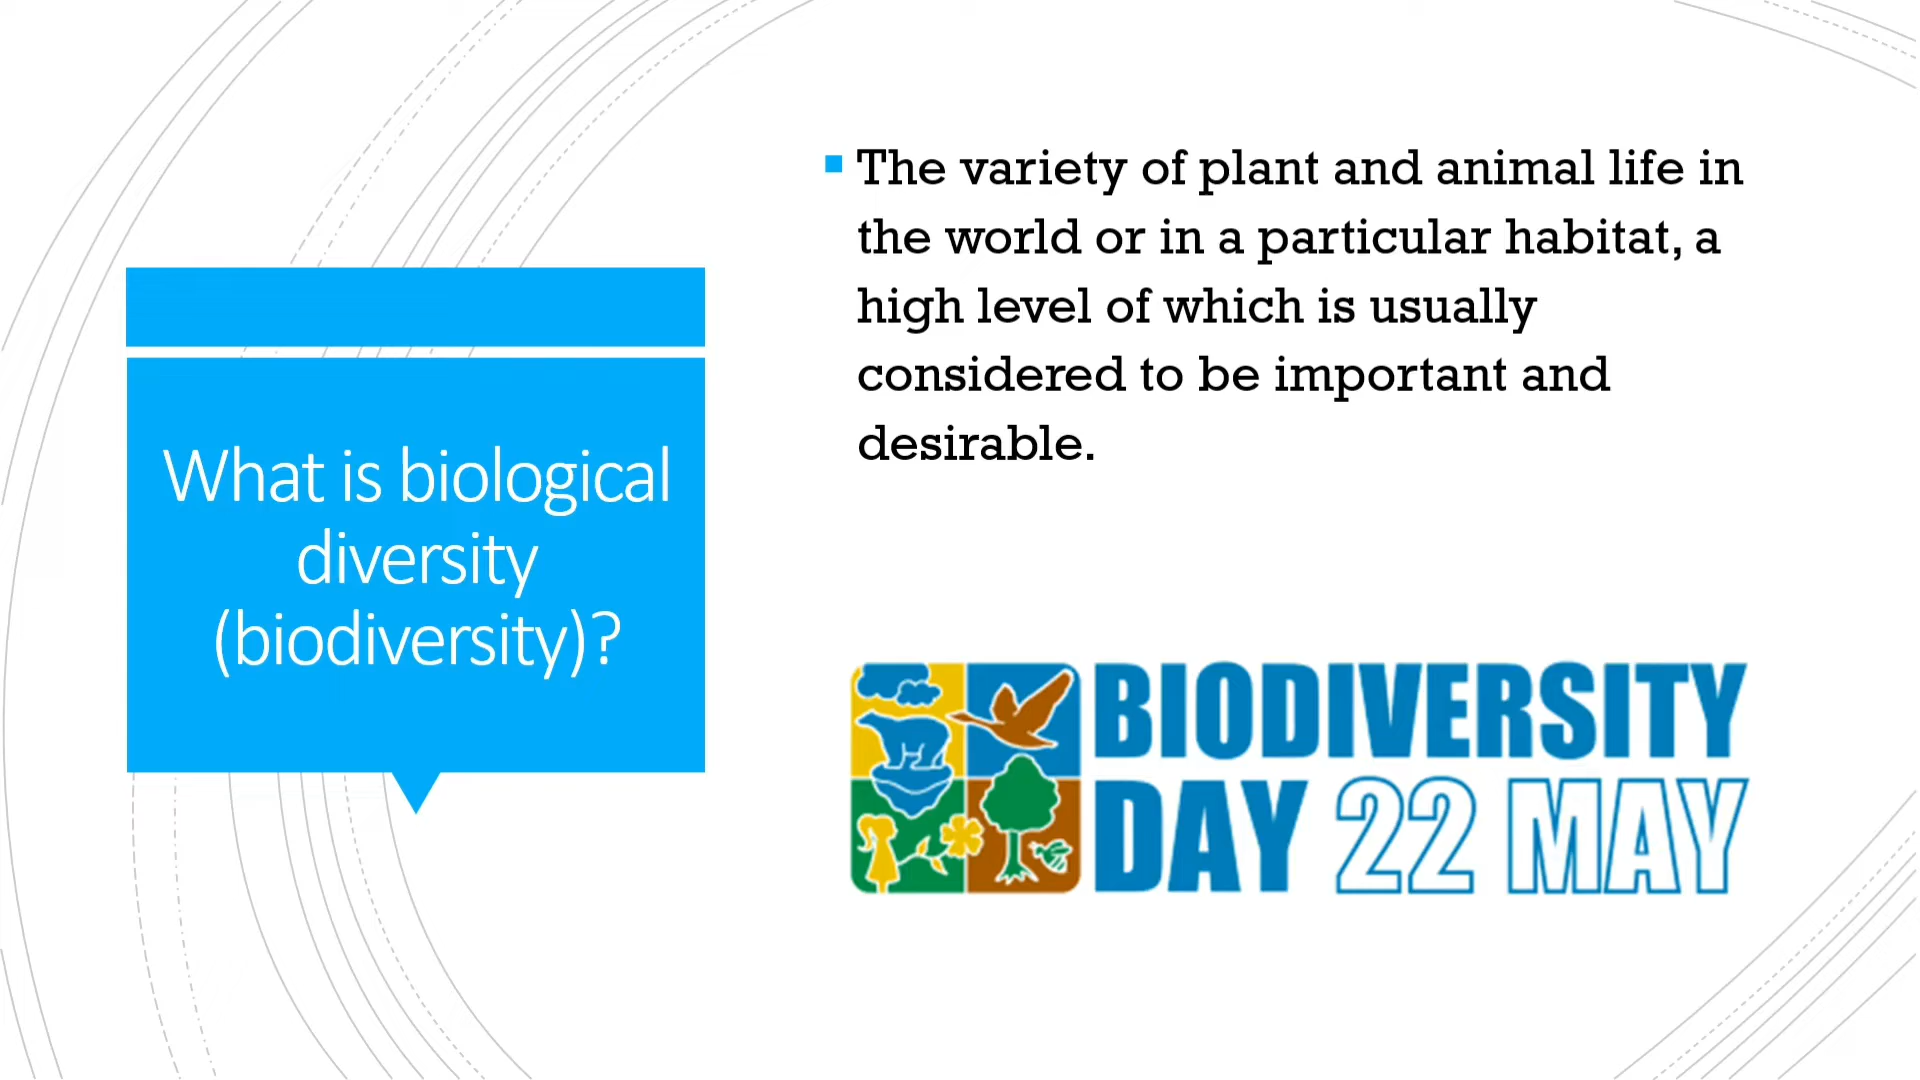 What is biological
diversity
(biodiversity)?
The variety of plant and animal life in
the world or in a particular habitat, a
high level of which is usually
considered to be important and
desirable.
BIODIVERSITY
DAY 22 MAY